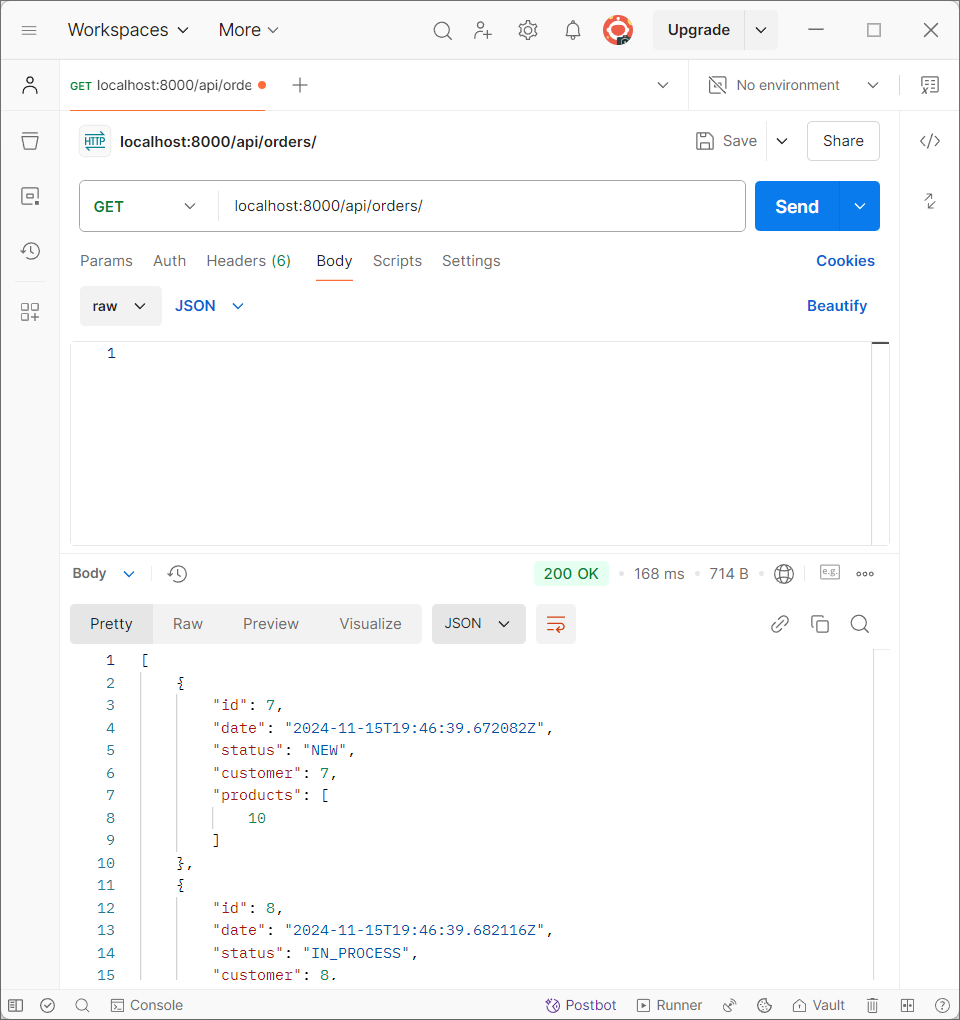 Workspaces More Upgrade
GET localhost:8000/api/orde No environment
HTTP localhost:8000/api/orders/ Save Share
GET localhost:8000/api/orders/ Send
Params Auth Headers (6) Body Scripts Settings Cookies
raw JSON Beautify
1
Body 200 OK 168 ms 714 B e.g.
Pretty Raw Preview Visualize JSON
1 [
2 {
3 "id": 7,
4 "date": "2024-11-15T19:46:39.672082Z",
5 "status": "NEW",
6 "customer": 7,
7 "products": [
8 10
9 ]
10 },
11 {
12 "id": 8,
13 "date": "2024-11-15T19:46:39.682116Z",
14 "status": "IN_PROCESS",
15 "customer": 8,
Console Postbot Runner Vault